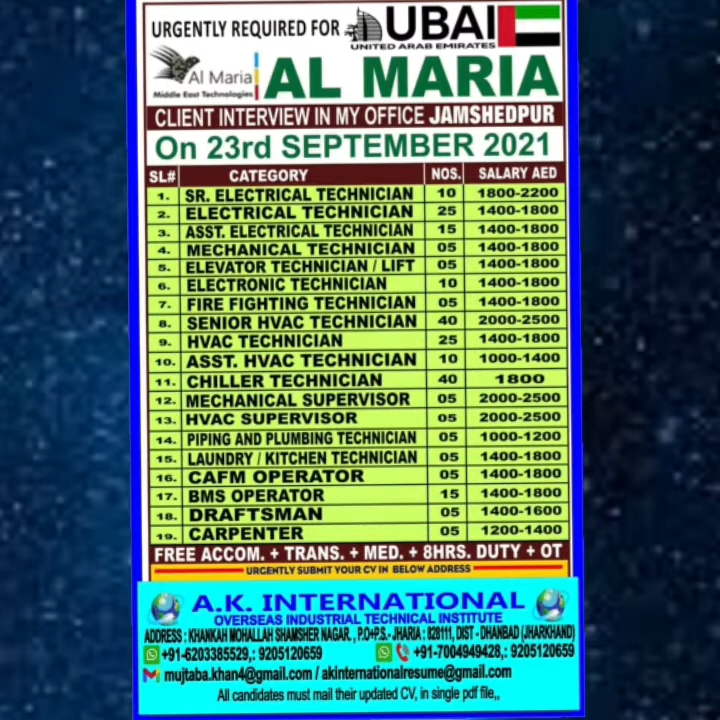 URGENTLY REQUIRED FOR DUBAI
UNITED ARAB EMIRATES
Al Maria
Middle East Technologies
AL MARIA
CLIENT INTERVIEW IN MY OFFICE JAMSHEDPUR
On 23rd SEPTEMBER 2021
SL# CATEGORY NOS. SALARY AED
1. SR. ELECTRICAL TECHNICIAN 10 1800-2200
2. ELECTRICAL TECHNICIAN 25 1400-1800
3. ASST. ELECTRICAL TECHNICIAN 15 1400-1800
4. MECHANICAL TECHNICIAN 05 1400-1800
5. ELEVATOR TECHNICIAN / LIFT 05 1400-1800
6. ELECTRONIC TECHNICIAN 10 1400-1800
7. FIRE FIGHTING TECHNICIAN 05 1400-1800
8. SENIOR HVAC TECHNICIAN 40 2000-2500
9. HVAC TECHNICIAN 25 1400-1800
10. ASST. HVAC TECHNICIAN 10 1000-1400
11. CHILLER TECHNICIAN 40 1800
12. MECHANICAL SUPERVISOR 05 2000-2500
13. HVAC SUPERVISOR 05 2000-2500
14. PIPING AND PLUMBING TECHNICIAN 05 1000-1200
15. LAUNDRY / KITCHEN TECHNICIAN 05 1400-1800
16. CAFM OPERATOR 05 1400-1800
17. BMS OPERATOR 15 1400-1800
18. DRAFTSMAN 05 1400-1600
19. CARPENTER 05 1200-1400
FREE ACCOM. + TRANS. + MED. + 8HRS. DUTY + OT
URGENTLY SUBMIT YOUR CV IN BELOW ADDRESS
A.K. INTERNATIONAL
OVERSEAS INDUSTRIAL TECHNICAL INSTITUTE
ADDRESS : KHANKAH MOHALLAH SHAMSHER NAGAR. , P.O+P.S.- JHARIA : 828111, DIST - DHANBAD (JHARKHAND)
+91-6203385529,: 9205120659 +91-7004949428,: 9205120659
mujtaba.khan4@gmail.com / akinternationalresume@gmail.com
All candidates must mail their updated CV, in single pdf file,,